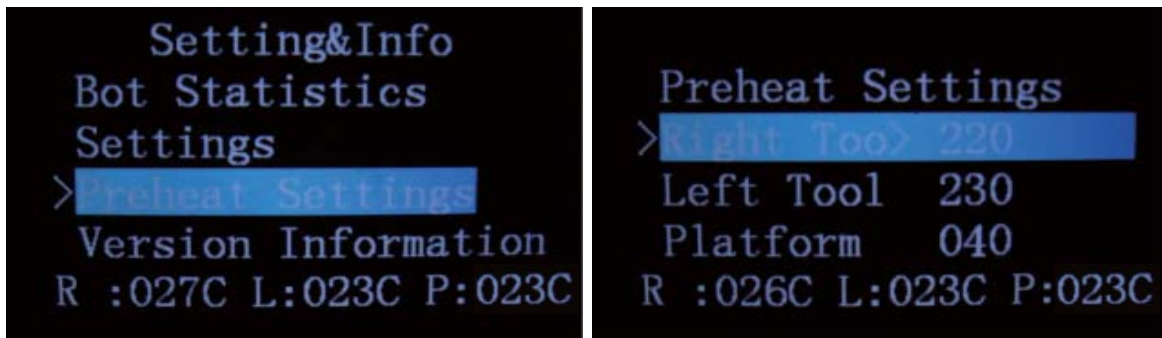 Setting&Info
Bot Statistics
Settings
>Preheat Settings
Version Information
R :027C L:023C P:023C
Preheat Settings
>Right Too> 220
Left Tool 230
Platform 040
R :026C L:023C P:023C